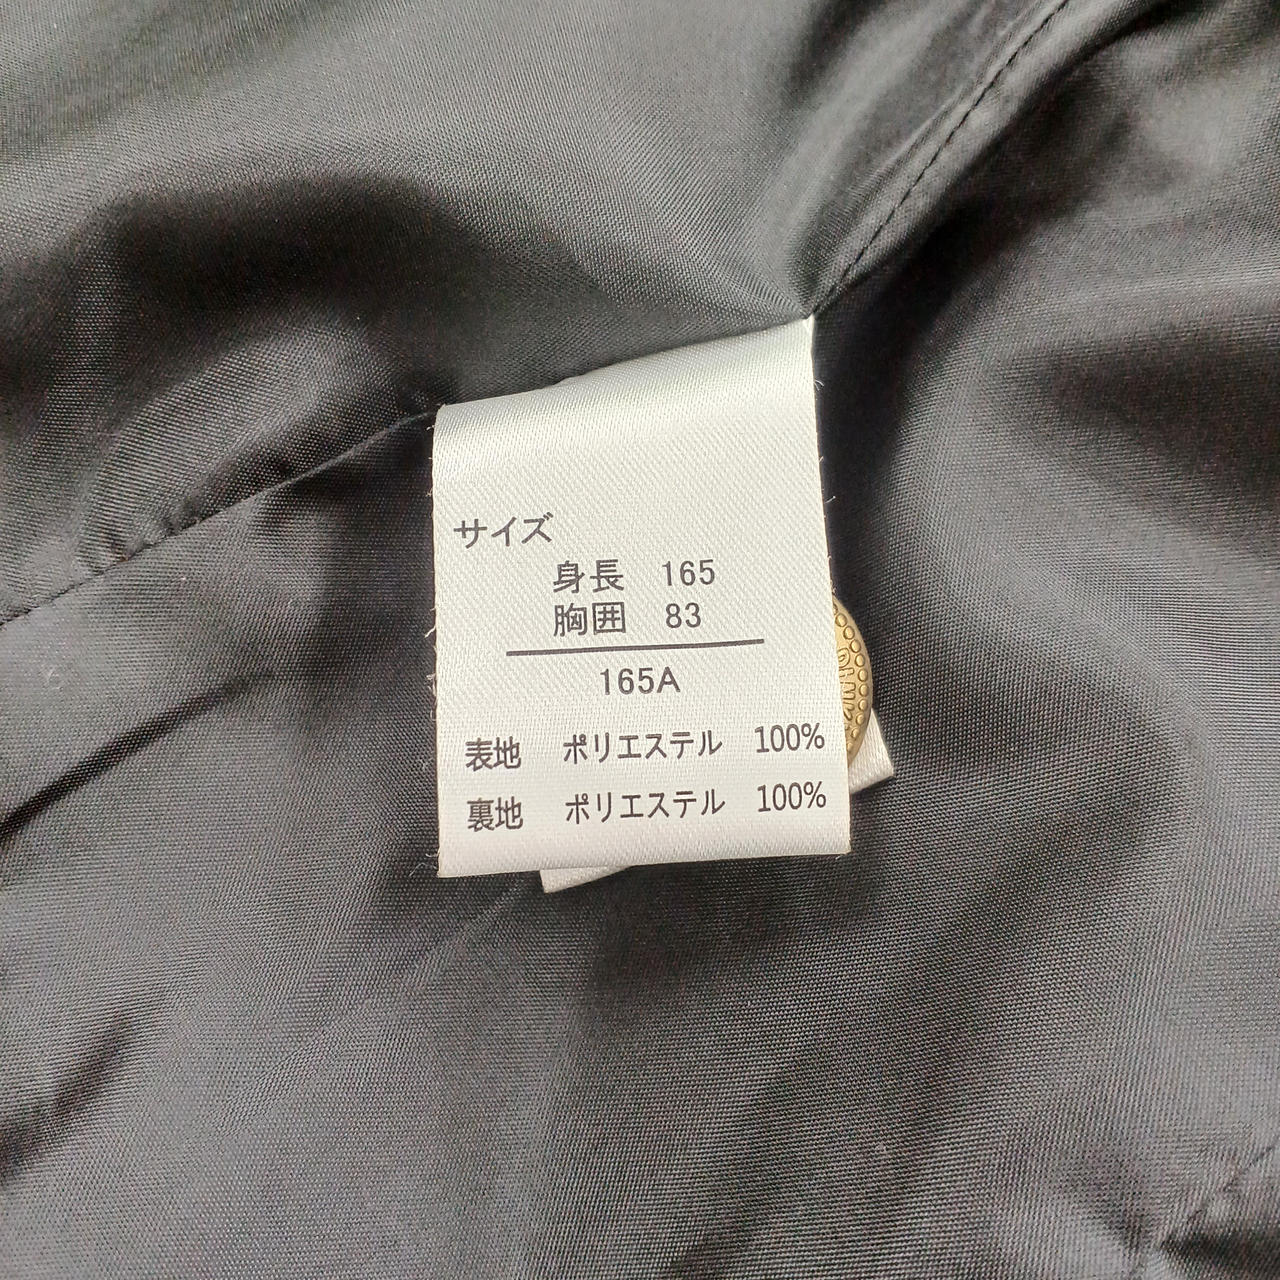 サイズ
身長 165
胸囲 83
165A
表地 ポリエステル 100%
裏地 ポリエステル 100%